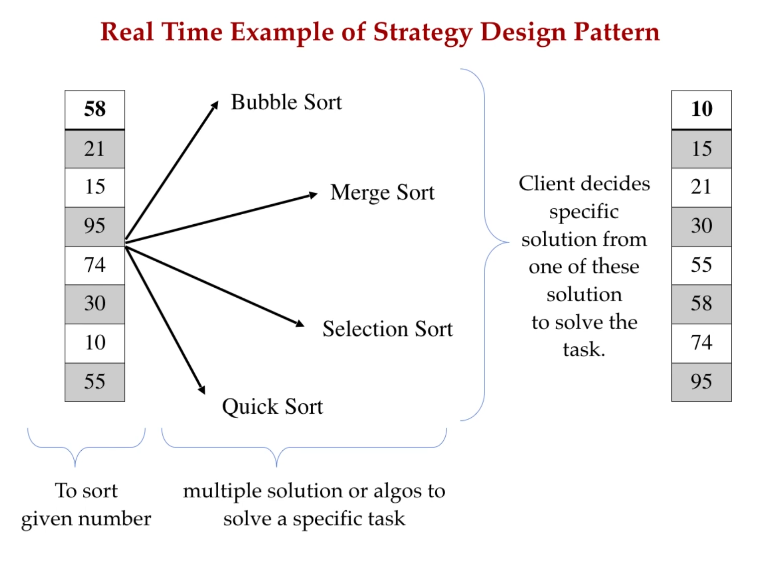 Real Time Example of Strategy Design Pattern
58
21
15
95
74
30
10
55
To sort
given number
Bubble Sort
Merge Sort
Selection Sort
Quick Sort
multiple solution or algos to
solve a specific task
Client decides
specific
solution from
one of these
solution
to solve the
task.
10
15
21
30
55
58
74
95